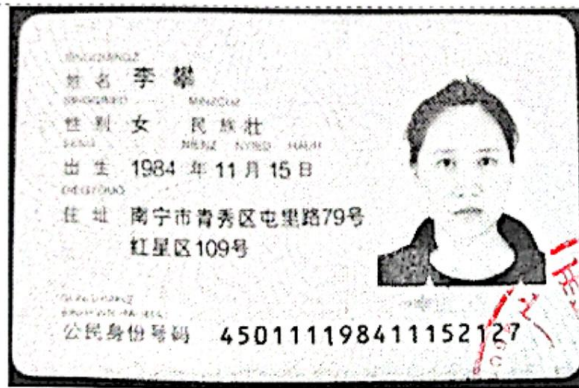 姓名 李攀
性别 女 民族壮
出生 1984 年 11 月 15 日
住址 南宁市青秀区屯里路79号
红星区109号
公民身份号码 450111198411152127